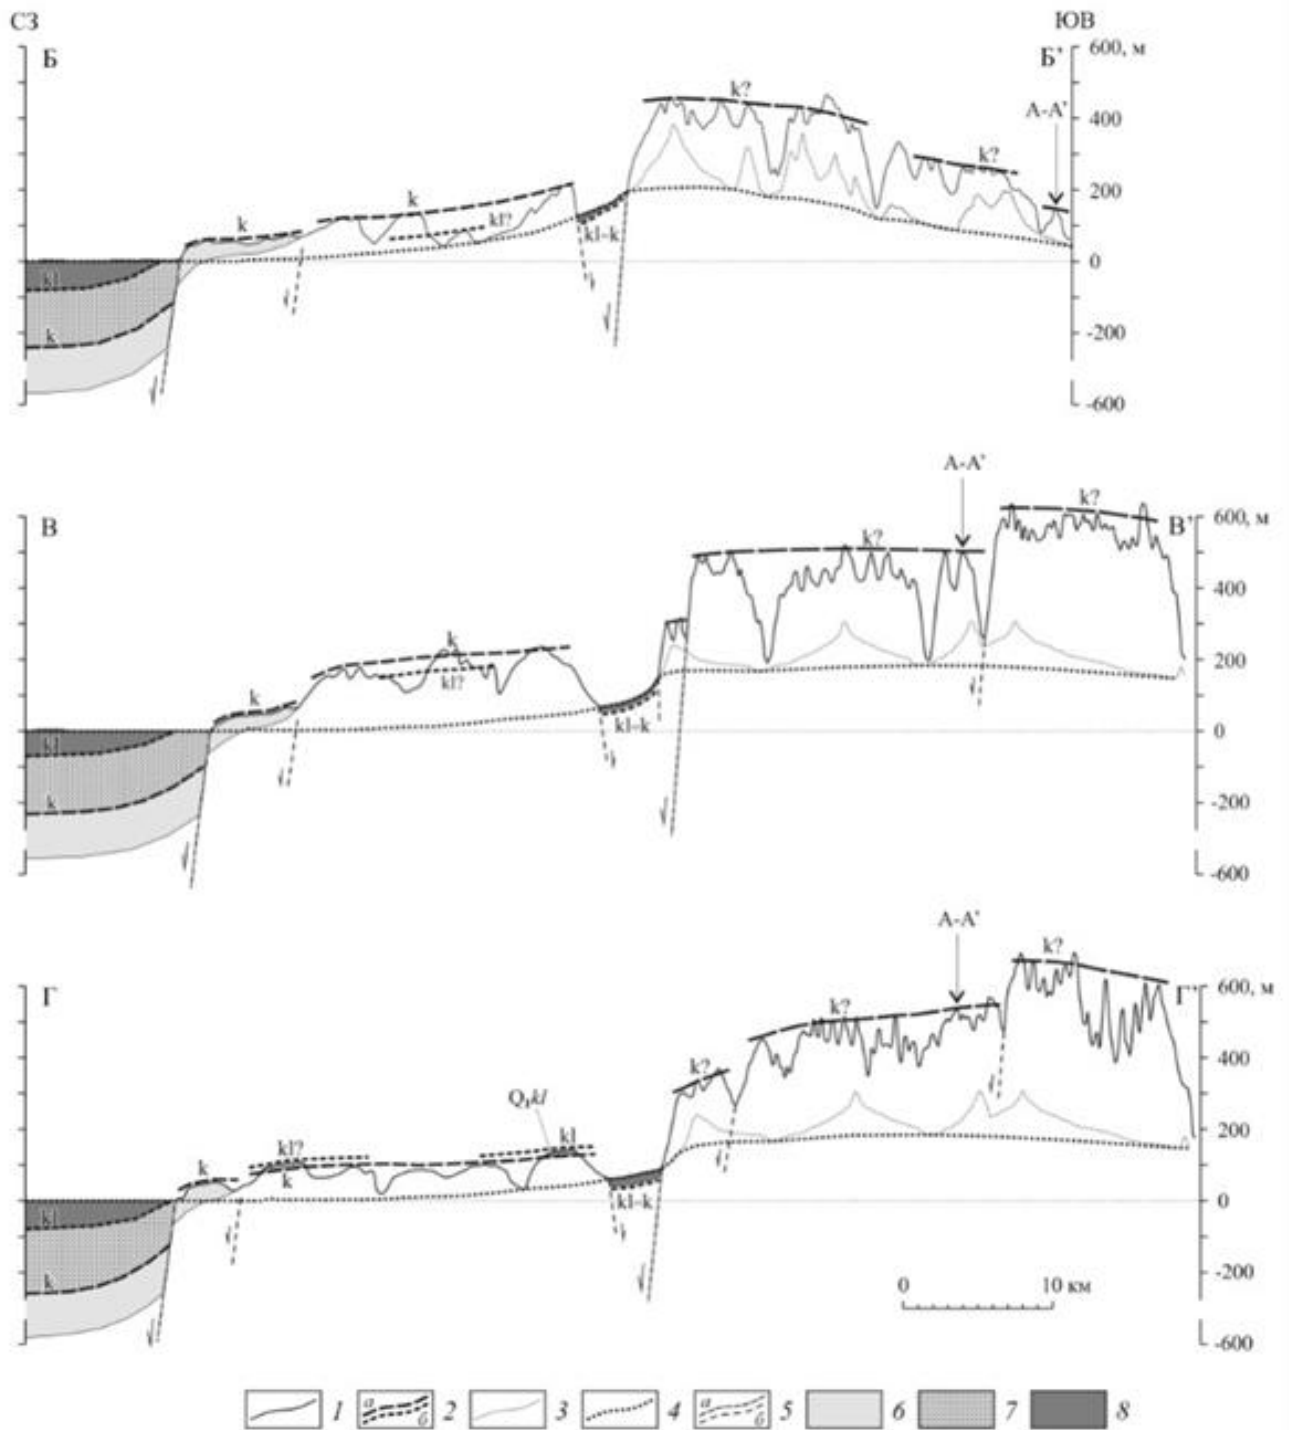 СЗ ЮВ
Б Б’ 600, м
k?
А-А’
400
k?
k k 200
kl?
kl-k
0
kl
k -200
-600
А-А’
В k? В’ 600, м
k?
400
k
kl? 200
k
kl-k
0
kl
k -200
-600
А-А’
k?
Г Г’ 600, м
k?
400
k?
Q₁kl
kl? kl 200
k k
kl-k
0
kl
k -200
0 10 км
-600
1 а б 2 3 4 а б 5 6 7 8